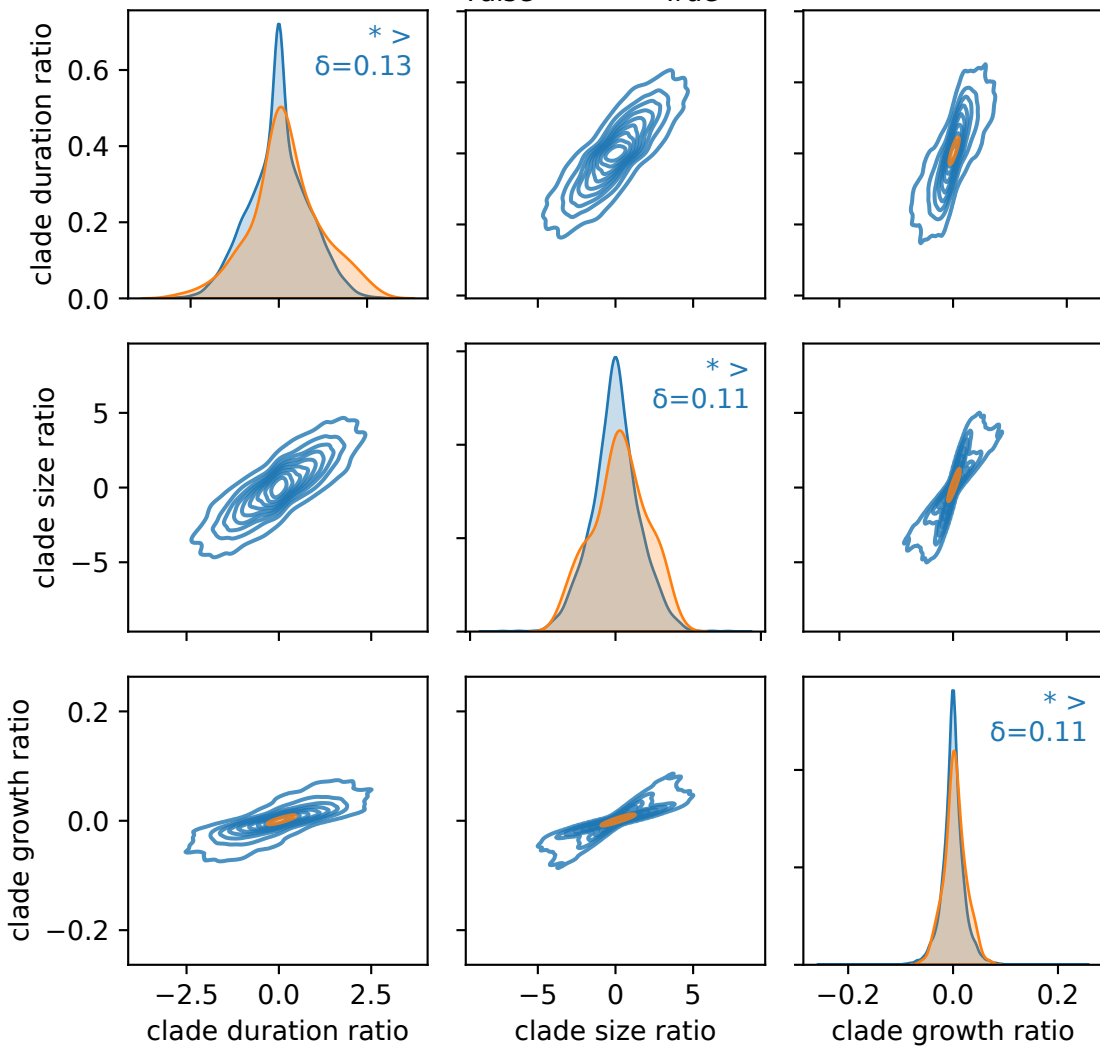 clade duration ratio
0.6
0.4
0.2
0.0
* >
δ=0.13
clade size ratio
5
0
−5
* >
δ=0.11
clade growth ratio
0.2
0.0
−0.2
* >
δ=0.11
−2.5 0.0 2.5
−5 0 5
−0.2 0.0 0.2
clade duration ratio
clade size ratio
clade growth ratio